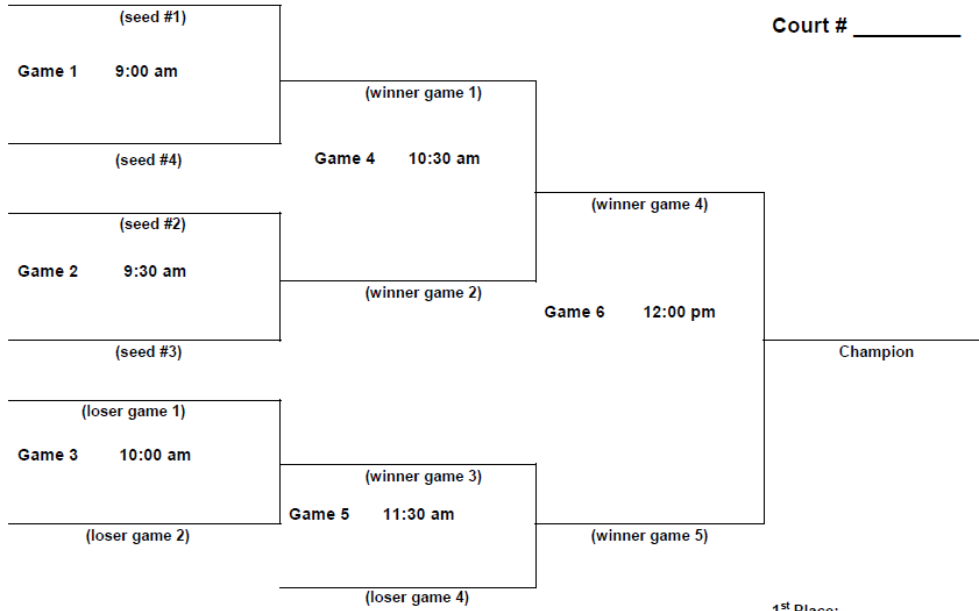 (seed #1)
Court # __________
Game 1 9:00 am
(winner game 1)
(seed #4)
Game 4 10:30 am
(winner game 4)
(seed #2)
Game 2 9:30 am
(winner game 2)
Game 6 12:00 pm
(seed #3)
Champion
(loser game 1)
Game 3 10:00 am
(winner game 3)
Game 5 11:30 am
(loser game 2)
(winner game 5)
(loser game 4)
1st Place: